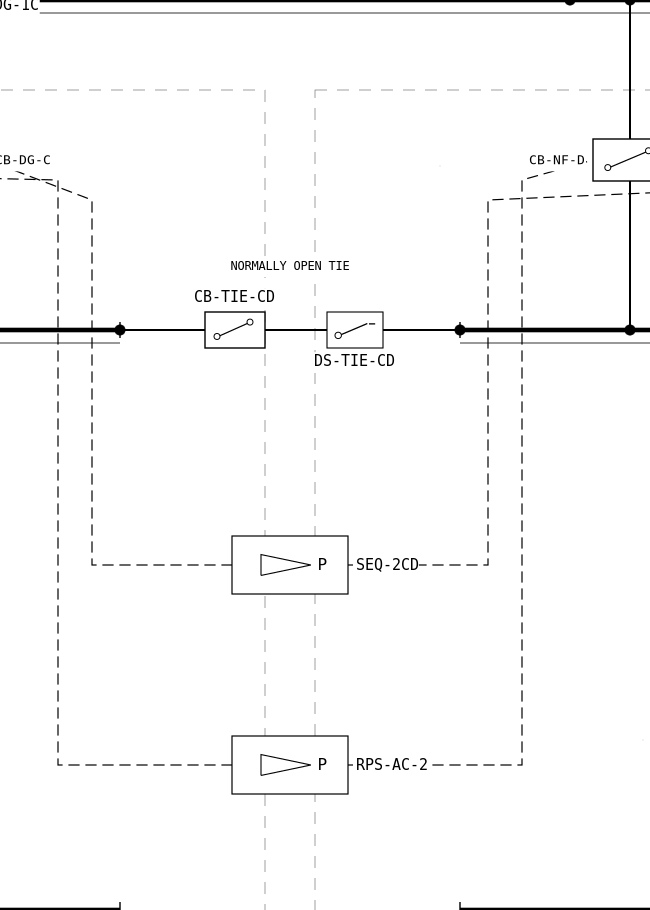 DG-1C
CB-DG-C
CB-NF-D
NORMALLY OPEN TIE
CB-TIE-CD
DS-TIE-CD
P
SEQ-2CD
P
RPS-AC-2